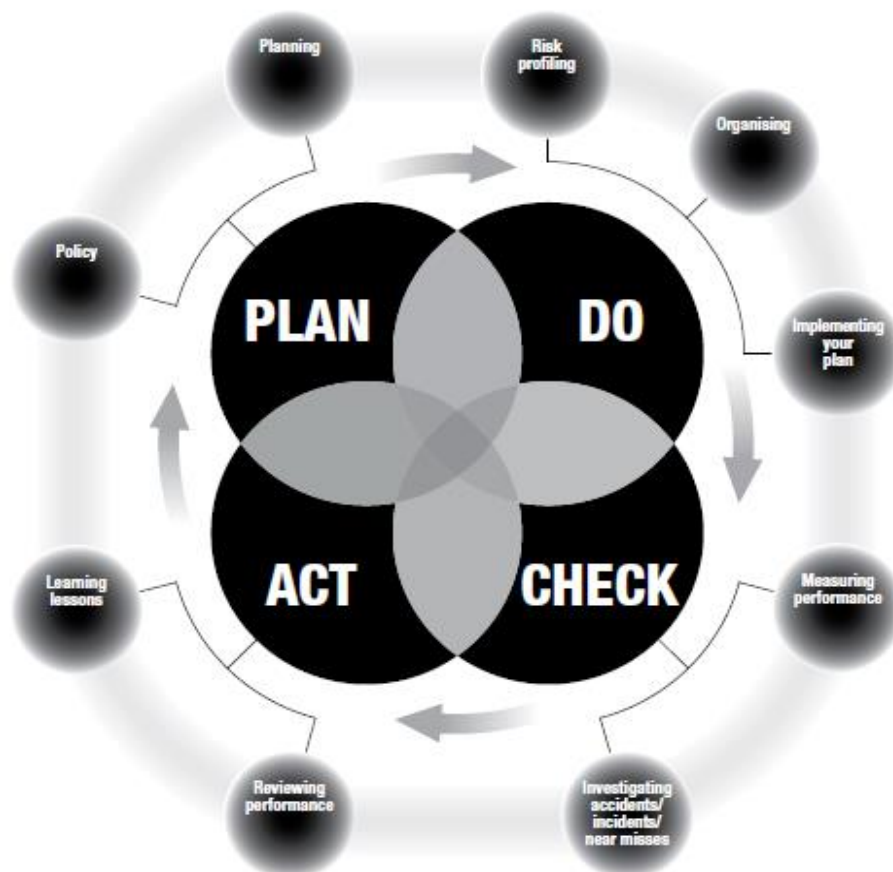 Planning
Risk
profiling
Organising
Policy
PLAN
DO
Implementing
your
plan
ACT
CHECK
Learning
lessons
Measuring
performance
Reviewing
performance
Investigating
accidents/
incidents/
near misses